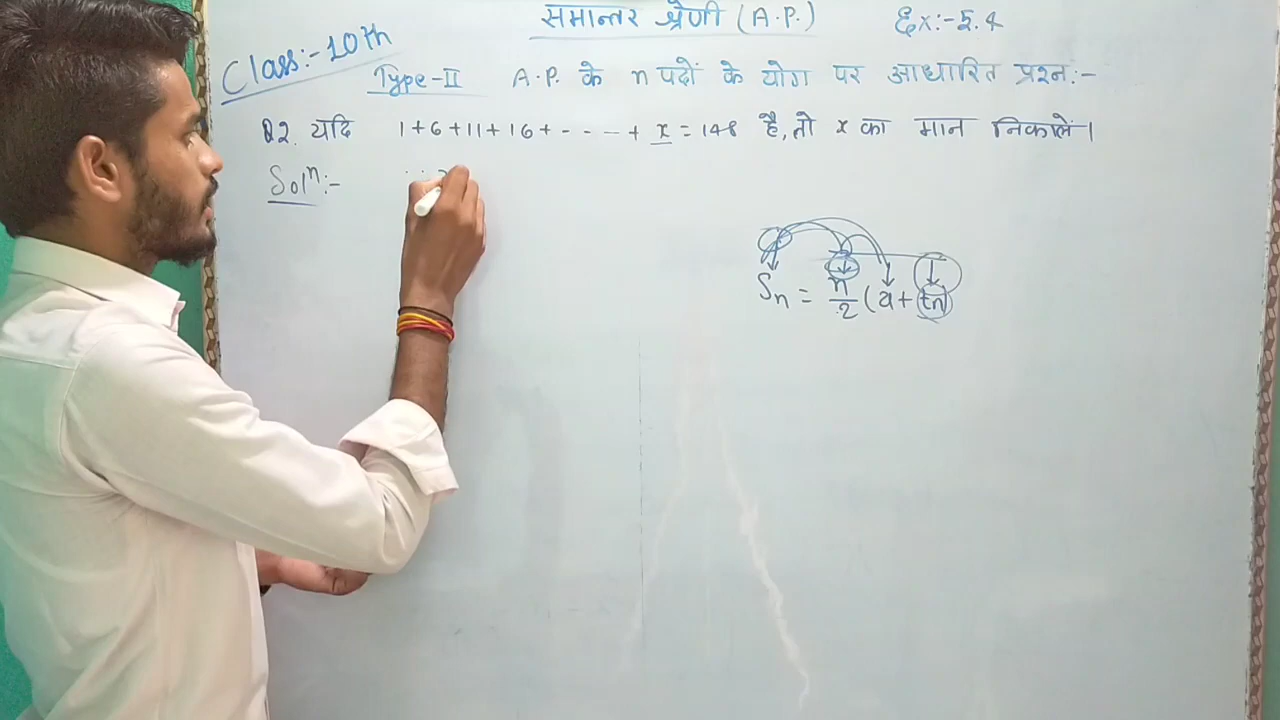 समान्तर श्रेणी (A.P.) Ex:-5.4
Class:-10th
Type-II A.P. के n पदों के योग पर आधारित प्रश्न:-
Q2. यदि 1+6+11+16+- - - -+ x = 148 है, तो x का मान निकालें।
Solⁿ:- ∵
Sn = n/2 (a + tn)